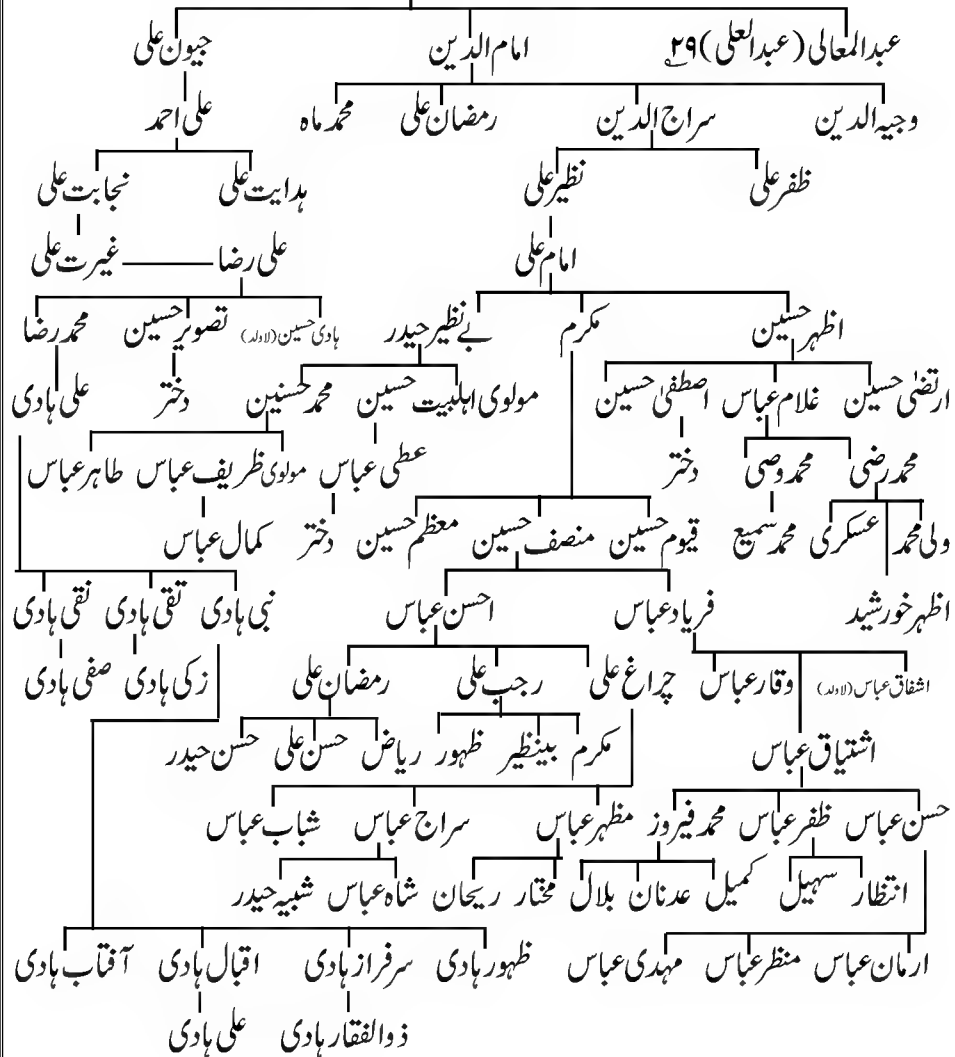 عبدالمعالی (عبدالعلی) ۲۹ امام الدین جیون علی
وجیہ الدین سراج الدین رمضان علی محمد ماہ علی احمد
ظفر علی نظیر علی ہدایت علی نجابت علی
امام علی علی رضا غیرت علی
اظہر حسین مکرم بے نظیر حیدر ہادی حسین (لاولد) تصویر حسین محمد رضا
ارتضیٰ حسین غلام عباس اصطفیٰ حسین مولوی اہلبیت حسین محمد حسنین دختر علی ہادی
محمد رضی محمد وصی دختر عطی عباس مولوی ظریف عباس طاہر عباس
ولی محمد عسکری محمد سمیع قیوم حسین منصف حسین معظم حسین دختر کمال عباس
اظہر خورشید فریاد عباس احسن عباس نبی ہادی تقی ہادی نقی ہادی
اشفاق عباس (لاولد) وقار عباس چراغ علی رجب علی رمضان علی زکی ہادی صفی ہادی
اشتیاق عباس مکرم بینظیر ظہور ریاض حسن علی حسن حیدر
حسن عباس ظفر عباس محمد فیروز مظہر عباس سراج عباس شباب عباس
انتظار سہیل کمیل عدنان بلال مختار ریحان شاہ عباس شبیہ حیدر
ارمان عباس منظر عباس مہدی عباس ظہور ہادی سرفراز ہادی اقبال ہادی آفتاب ہادی
ذوالفقار ہادی علی ہادی